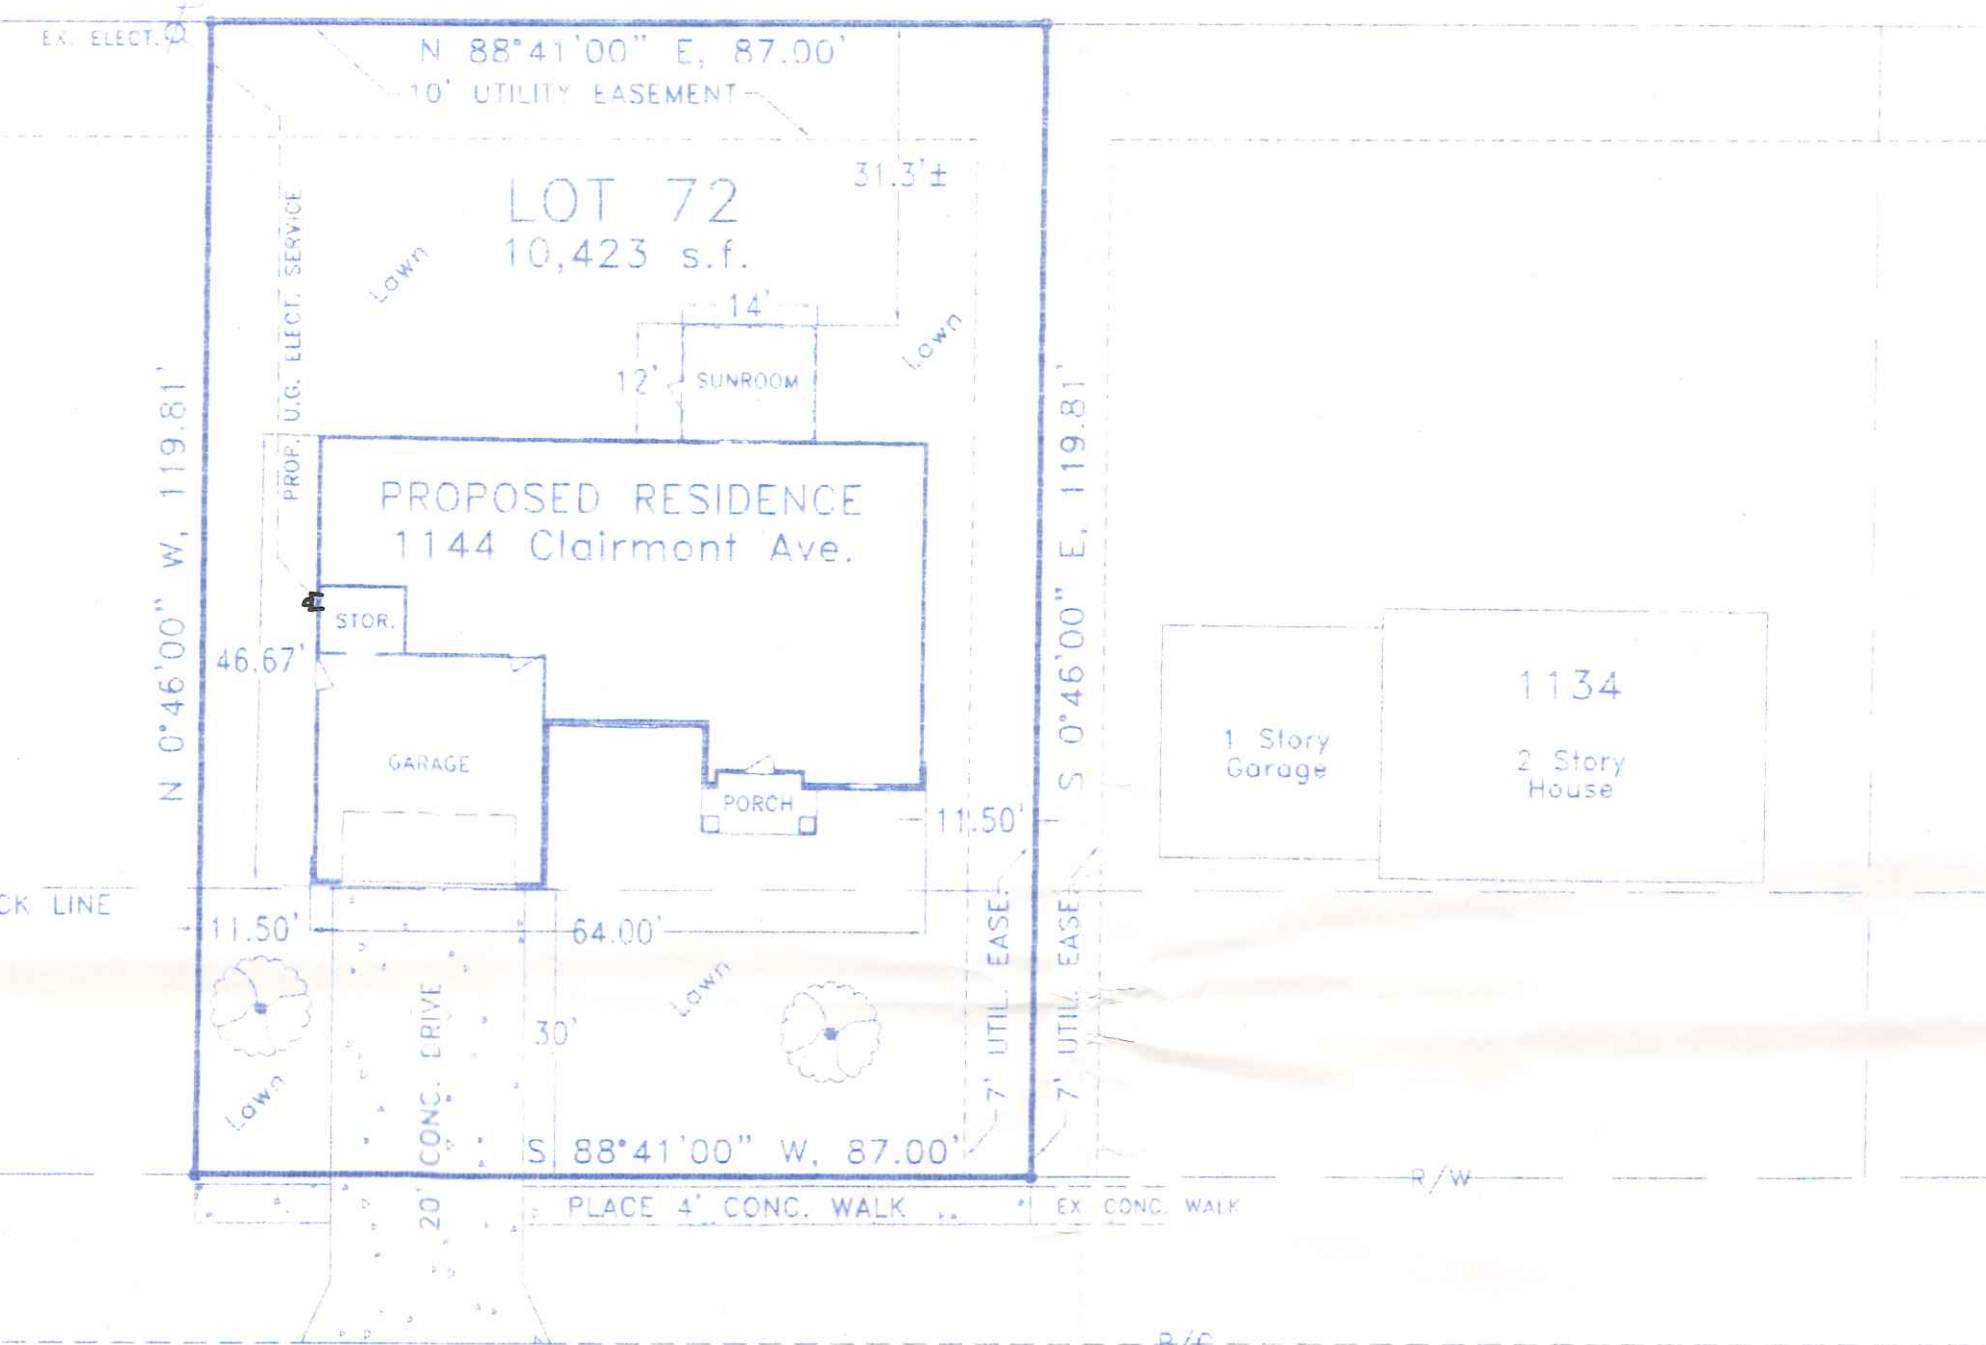 EX. ELECT.
N 88°41'00" E, 87.00'
10' UTILITY EASEMENT
31.3'±
LOT 72
10,423 s.f.
Lawn
PROP. U.G. ELECT. SERVICE
14'
Lawn
12'
SUNROOM
N 0°46'00" W, 119.81'
S 0°46'00" E, 119.81'
PROPOSED RESIDENCE
1144 Clairmont Ave.
STOR.
46.67'
GARAGE
PORCH
11.50'
1134
1 Story
Garage
2 Story
House
CK LINE
11.50'
64.00'
Lawn
30'
20' CONC. DRIVE
Lawn
7' UTIL. EASE.
7' UTIL. EASE.
S 88°41'00" W, 87.00'
R/W
PLACE 4' CONC. WALK
EX. CONC. WALK